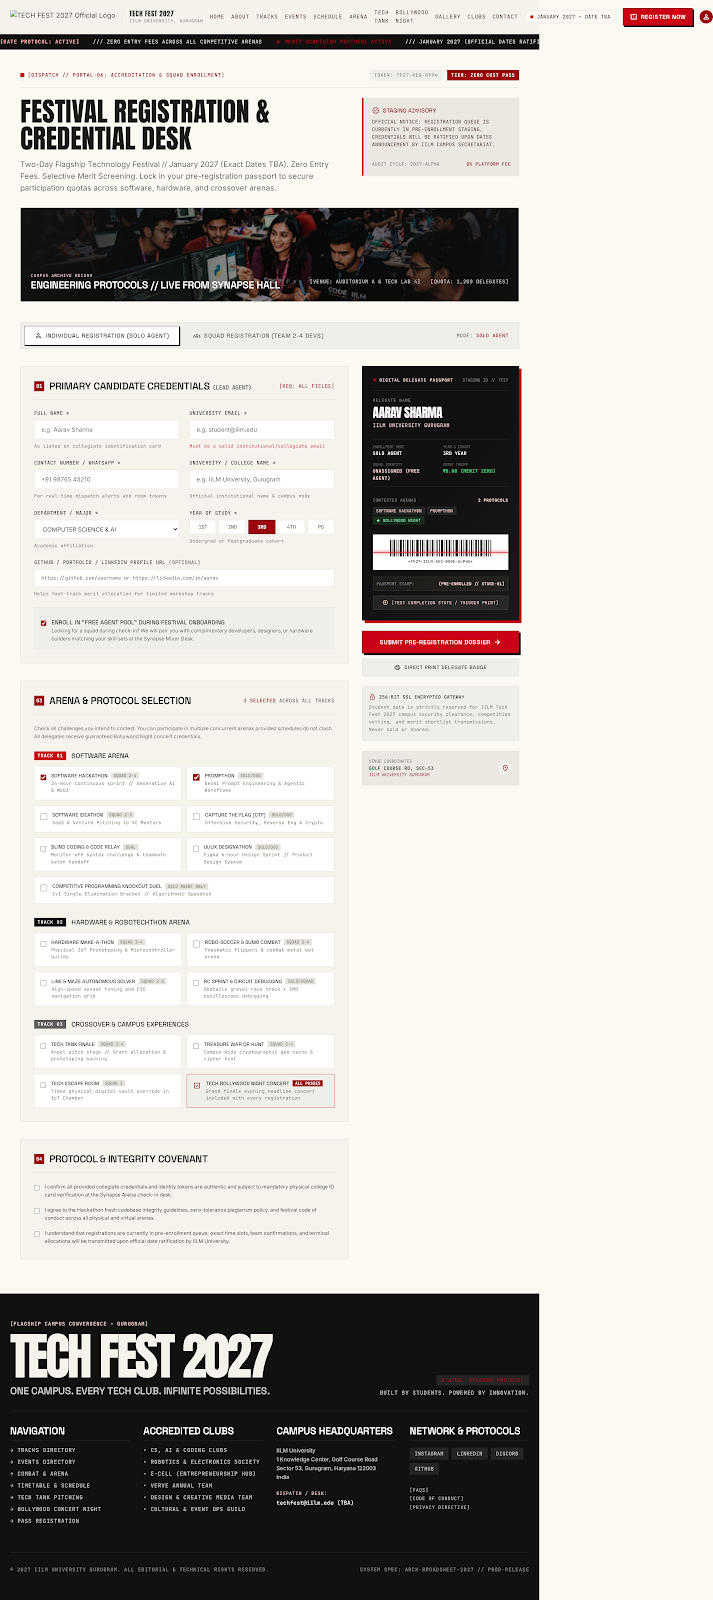 TECH FEST 2027 Official Logo
TECH FEST 2027
IILM UNIVERSITY, GURUGRAM
HOME ABOUT TRACKS EVENTS SCHEDULE ARENA TECH TANK BOLLYWOOD NIGHT GALLERY CLUBS CONTACT
JANUARY 2027 • DATE TBA
REGISTER NOW
DATE PROTOCOL: ACTIVE] /// ZERO ENTRY FEES ACROSS ALL COMPETITIVE ARENAS ★ MERIT SCREENING PROTOCOL ACTIVE /// JANUARY 2027 (OFFICIAL DATES RATIFI
[DISPATCH // PORTAL-06: ACCREDITATION & SQUAD ENROLLMENT]
TOKEN: TF27-REG-0994
TIER: ZERO COST PASS
FESTIVAL REGISTRATION &
CREDENTIAL DESK
Two-Day Flagship Technology Festival // January 2027 (Exact Dates TBA). Zero Entry
Fees. Selective Merit Screening. Lock in your pre-registration passport to secure
participation quotas across software, hardware, and crossover arenas.
STAGING ADVISORY
OFFICIAL NOTICE: REGISTRATION QUEUE IS
CURRENTLY IN PRE-ENROLLMENT STAGING.
CREDENTIALS WILL BE RATIFIED UPON DATES
ANNOUNCEMENT BY IILM CAMPUS SECRETARIAT.
AUDIT CYCLE: 2027-ALPHA
0% PLATFORM FEE
CAMPUS ARCHIVE RECORD
ENGINEERING PROTOCOLS // LIVE FROM SYNAPSE HALL
[VENUE: AUDITORIUM A & TECH LAB 4]
[QUOTA: 1,200 DELEGATES]
CODE IILM
INDIVIDUAL REGISTRATION (SOLO AGENT)
SQUAD REGISTRATION (TEAM 2-4 DEVS)
MODE: SOLO AGENT
01 PRIMARY CANDIDATE CREDENTIALS (LEAD AGENT)
[REQ: ALL FIELDS]
FULL NAME *
e.g. Aarav Sharma
As listed on collegiate identification card
UNIVERSITY EMAIL *
e.g. student@iilm.edu
Must be a valid institutional/collegiate email
CONTACT NUMBER / WHATSAPP *
+91 98765 43210
For real-time dispatch alerts and room tokens
UNIVERSITY / COLLEGE NAME *
e.g. IILM University, Gurugram
Official institution name & campus node
DEPARTMENT / MAJOR *
COMPUTER SCIENCE & AI
Academic affiliation
YEAR OF STUDY *
1ST 2ND 3RD 4TH PG
Undergrad or Postgraduate cohort
GITHUB / PORTFOLIO / LINKEDIN PROFILE URL (OPTIONAL)
https://github.com/username or https://linkedin.com/in/aarav
Helps fast-track merit allocation for limited workshop tracks
ENROLL IN "FREE AGENT POOL" DURING FESTIVAL ONBOARDING
Looking for a squad during check-in? We will pair you with complimentary developers, designers, or hardware
builders matching your skill sets at the Synapse Mixer Desk.
DIGITAL DELEGATE PASSPORT
STAGING ID // TF27
DELEGATE NAME
AARAV SHARMA
IILM UNIVERSITY GURUGRAM
ENROLLMENT MODE
SOLO AGENT
YEAR & COHORT
3RD YEAR
SQUAD IDENTITY
UNASSIGNED (FREE
AGENT)
ENTRY TARIFF
₹0.00 (MERIT ZERO)
CONTESTED ARENAS
2 PROTOCOLS
SOFTWARE HACKATHON
PROMPTHON
★ BOLLYWOOD NIGHT
PASSPORT STAMP:
[PRE-ENROLLED // STAGE-01]
[TEST COMPLETION STATE / TRIGGER PRINT]
SUBMIT PRE-REGISTRATION DOSSIER →
DIRECT PRINT DELEGATE BADGE
256-BIT SSL ENCRYPTED GATEWAY
Student data is strictly reserved for IILM Tech
Fest 2027 campus security clearance, competition
vetting, and merit shortlist transmissions.
Never sold or shared.
VENUE COORDINATES
GOLF COURSE RD, SEC-53
IILM UNIVERSITY GURUGRAM
03 ARENA & PROTOCOL SELECTION
3 SELECTED ACROSS ALL TRACKS
Check all challenges you intend to contest. You can participate in multiple concurrent arenas provided schedules do not clash.
All delegates receive guaranteed Bollywood Night concert credentials.
TRACK 01 SOFTWARE ARENA
SOFTWARE HACKATHON SQUAD 2-4
24-Hour continuous sprint // Generative AI
& Web3
PROMPTHON SOLO/DUO
GenAI Prompt Engineering & Agentic
Workflows
SOFTWARE IDEATHON SQUAD 2-3
SaaS & Venture Pitching to VC Mentors
CAPTURE THE FLAG (CTF) SOLO/DUO
Offensive Security, Reverse Eng & Crypto
BLIND CODING & CODE RELAY DUAL
Monitor-off syntax challenge & teammate
baton handoff
UI/UX DESIGNATHON SOLO/DUO
Figma 6-hour Design Sprint // Product
Design System
COMPETITIVE PROGRAMMING KNOCKOUT DUEL SOLO AGENT ONLY
1v1 Single Elimination Bracket // Algorithmic Speedrun
TRACK 02 HARDWARE & ROBOTECHTHON ARENA
HARDWARE MAKE-A-THON SQUAD 2-4
Physical IoT Prototyping & Microcontroller
builds
ROBO-SOCCER & SUMO COMBAT SQUAD 2-4
Pneumatic flippers & combat metal bot
arena
LINE & MAZE AUTONOMOUS SOLVER SQUAD 2-3
High-speed sensor tuning and PID
navigation grid
RC SPRINT & CIRCUIT DEBUGGING SOLO/SQUAD
Obstacle gravel race track + SMD
oscilloscope debugging
TRACK 03 CROSSOVER & CAMPUS EXPERIENCES
TECH TANK FINALE SQUAD 2-4
Angel pitch stage // Grant allocation &
prototyping backing
TREASURE WAR QR HUNT SQUAD 2-4
Campus-wide cryptographic geo-cache &
cipher hunt
TECH ESCAPE ROOM SQUAD 3
Timed physical-digital vault override in
IoT Chamber
TECH BOLLYWOOD NIGHT CONCERT ALL PASSES
Grand finale evening headline concert
included with every registration
04 PROTOCOL & INTEGRITY COVENANT
I confirm all provided collegiate credentials and identity tokens are authentic and subject to mandatory physical college ID
card verification at the Synapse Arena check-in desk.
I agree to the Hackathon fresh codebase integrity guidelines, zero-tolerance plagiarism policy, and festival code of
conduct across all physical and virtual arenas.
I understand that registrations are currently in pre-enrollment queue; exact time slots, team confirmations, and terminal
allocations will be transmitted upon official date ratification by IILM University.
[FLAGSHIP CAMPUS CONVERGENCE • GURUGRAM]
TECH FEST 2027
ONE CAMPUS. EVERY TECH CLUB. INFINITE POSSIBILITIES.
BUILT BY STUDENTS. POWERED BY INNOVATION.
NAVIGATION
→ TRACKS DIRECTORY
→ EVENTS DIRECTORY
→ COMBAT & ARENA
→ TIMETABLE & SCHEDULE
→ TECH TANK PITCHING
→ BOLLYWOOD CONCERT NIGHT
→ PASS REGISTRATION
ACCREDITED CLUBS
• CS, AI & CODING CLUBS
• ROBOTICS & ELECTRONICS SOCIETY
• E-CELL (ENTREPRENEURSHIP HUB)
• VERVE ANNUAL TEAM
• DESIGN & CREATIVE MEDIA TEAM
• CULTURAL & EVENT OPS GUILD
CAMPUS HEADQUARTERS
IILM University
1 Knowledge Center, Golf Course Road
Sector 53, Gurugram, Haryana 122003
India
DISPATCH / DESK:
techfest@iilm.edu (TBA)
NETWORK & PROTOCOLS
INSTAGRAM LINKEDIN DISCORD
GITHUB
[FAQS]
[CODE OF CONDUCT]
[PRIVACY DIRECTIVE]
© 2027 IILM UNIVERSITY GURUGRAM. ALL EDITORIAL & TECHNICAL RIGHTS RESERVED.
SYSTEM SPEC: ARCH-BROADSHEET-2027 // PROD-RELEASE